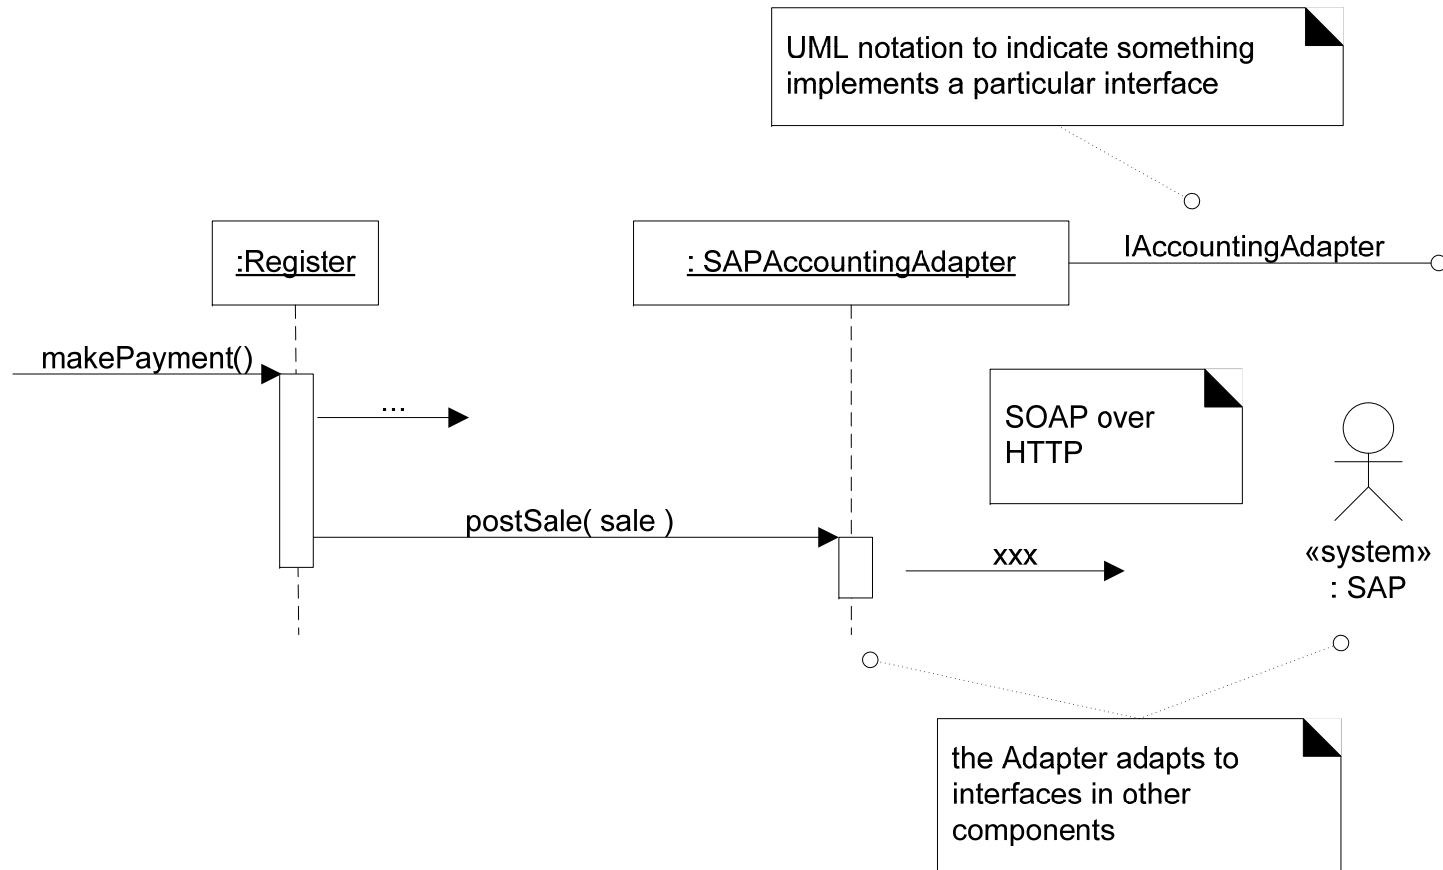 UML notation to indicate something
implements a particular interface
:Register
: SAPAccountingAdapter
IAccountingAdapter
makePayment()
...
SOAP over
HTTP
postSale( sale )
xxx
«system»
: SAP
the Adapter adapts to
interfaces in other
components